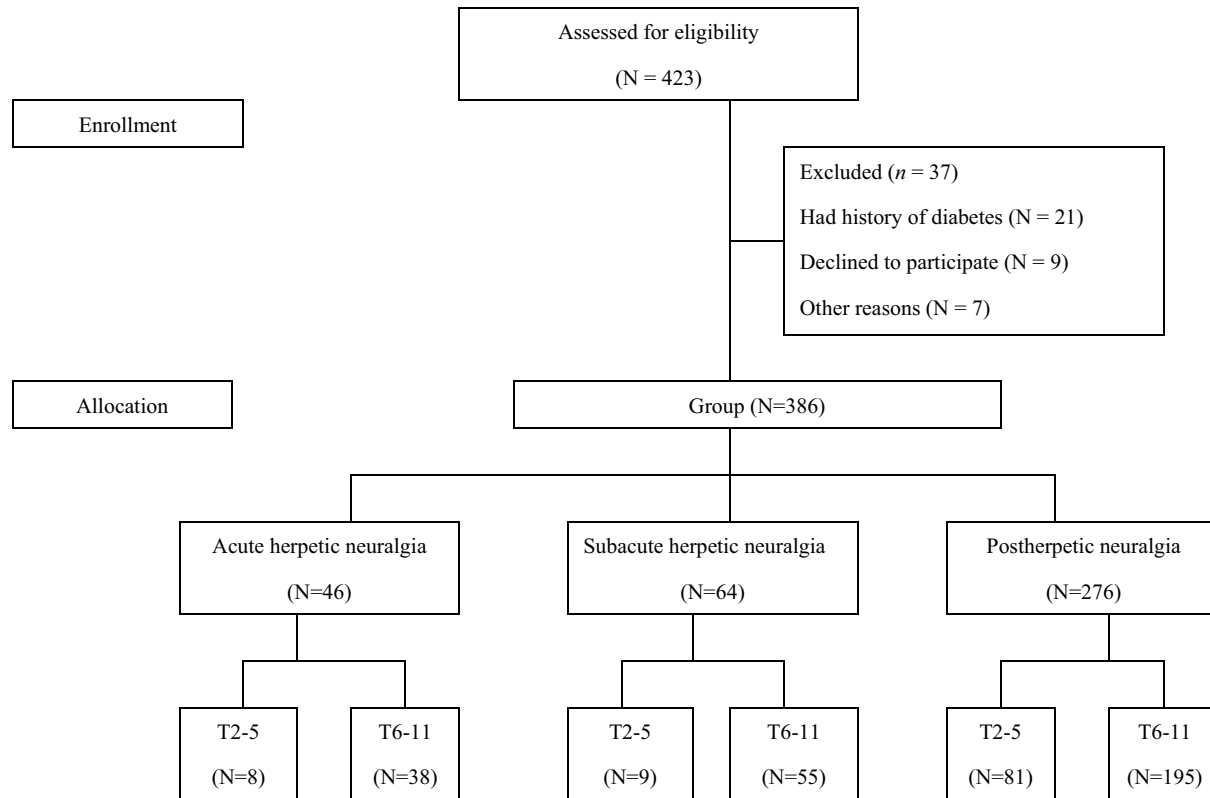 Assessed for eligibility
(N = 423)
Enrollment
Excluded (n = 37)
Had history of diabetes (N = 21)
Declined to participate (N = 9)
Other reasons (N = 7)
Allocation
Group (N=386)
Acute herpetic neuralgia
(N=46)
Subacute herpetic neuralgia
(N=64)
Postherpetic neuralgia
(N=276)
T2-5
(N=8)
T6-11
(N=38)
T2-5
(N=9)
T6-11
(N=55)
T2-5
(N=81)
T6-11
(N=195)